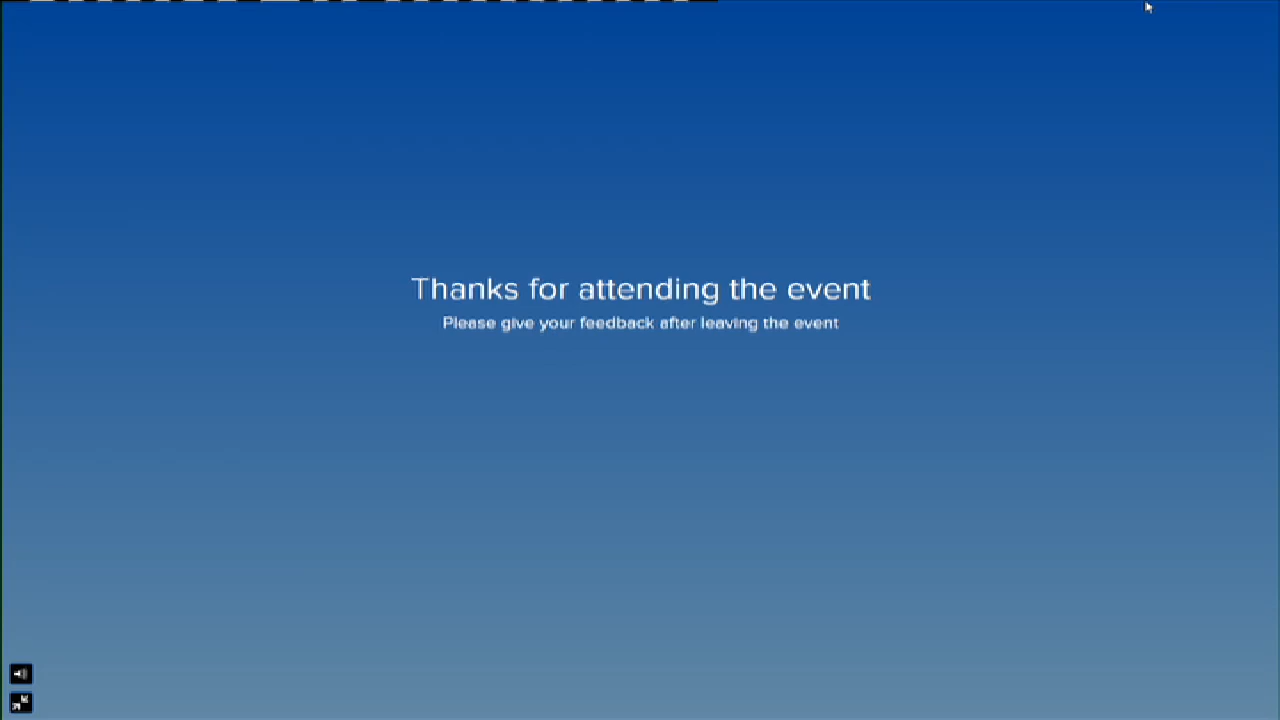 Thanks for attending the event
Please give your feedback after leaving the event